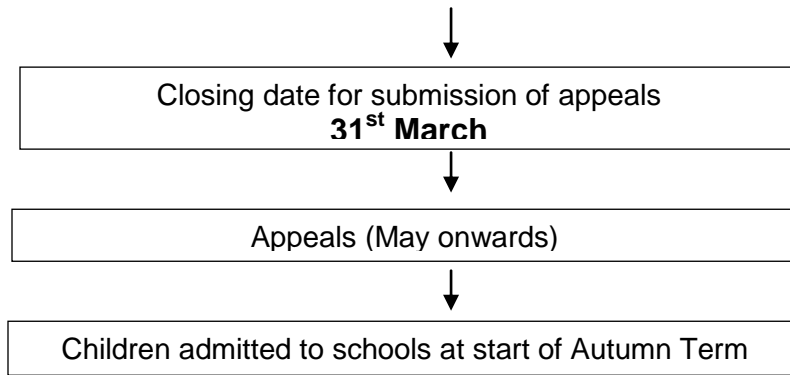 Closing date for submission of appeals
31st March
Appeals (May onwards)
Children admitted to schools at start of Autumn Term